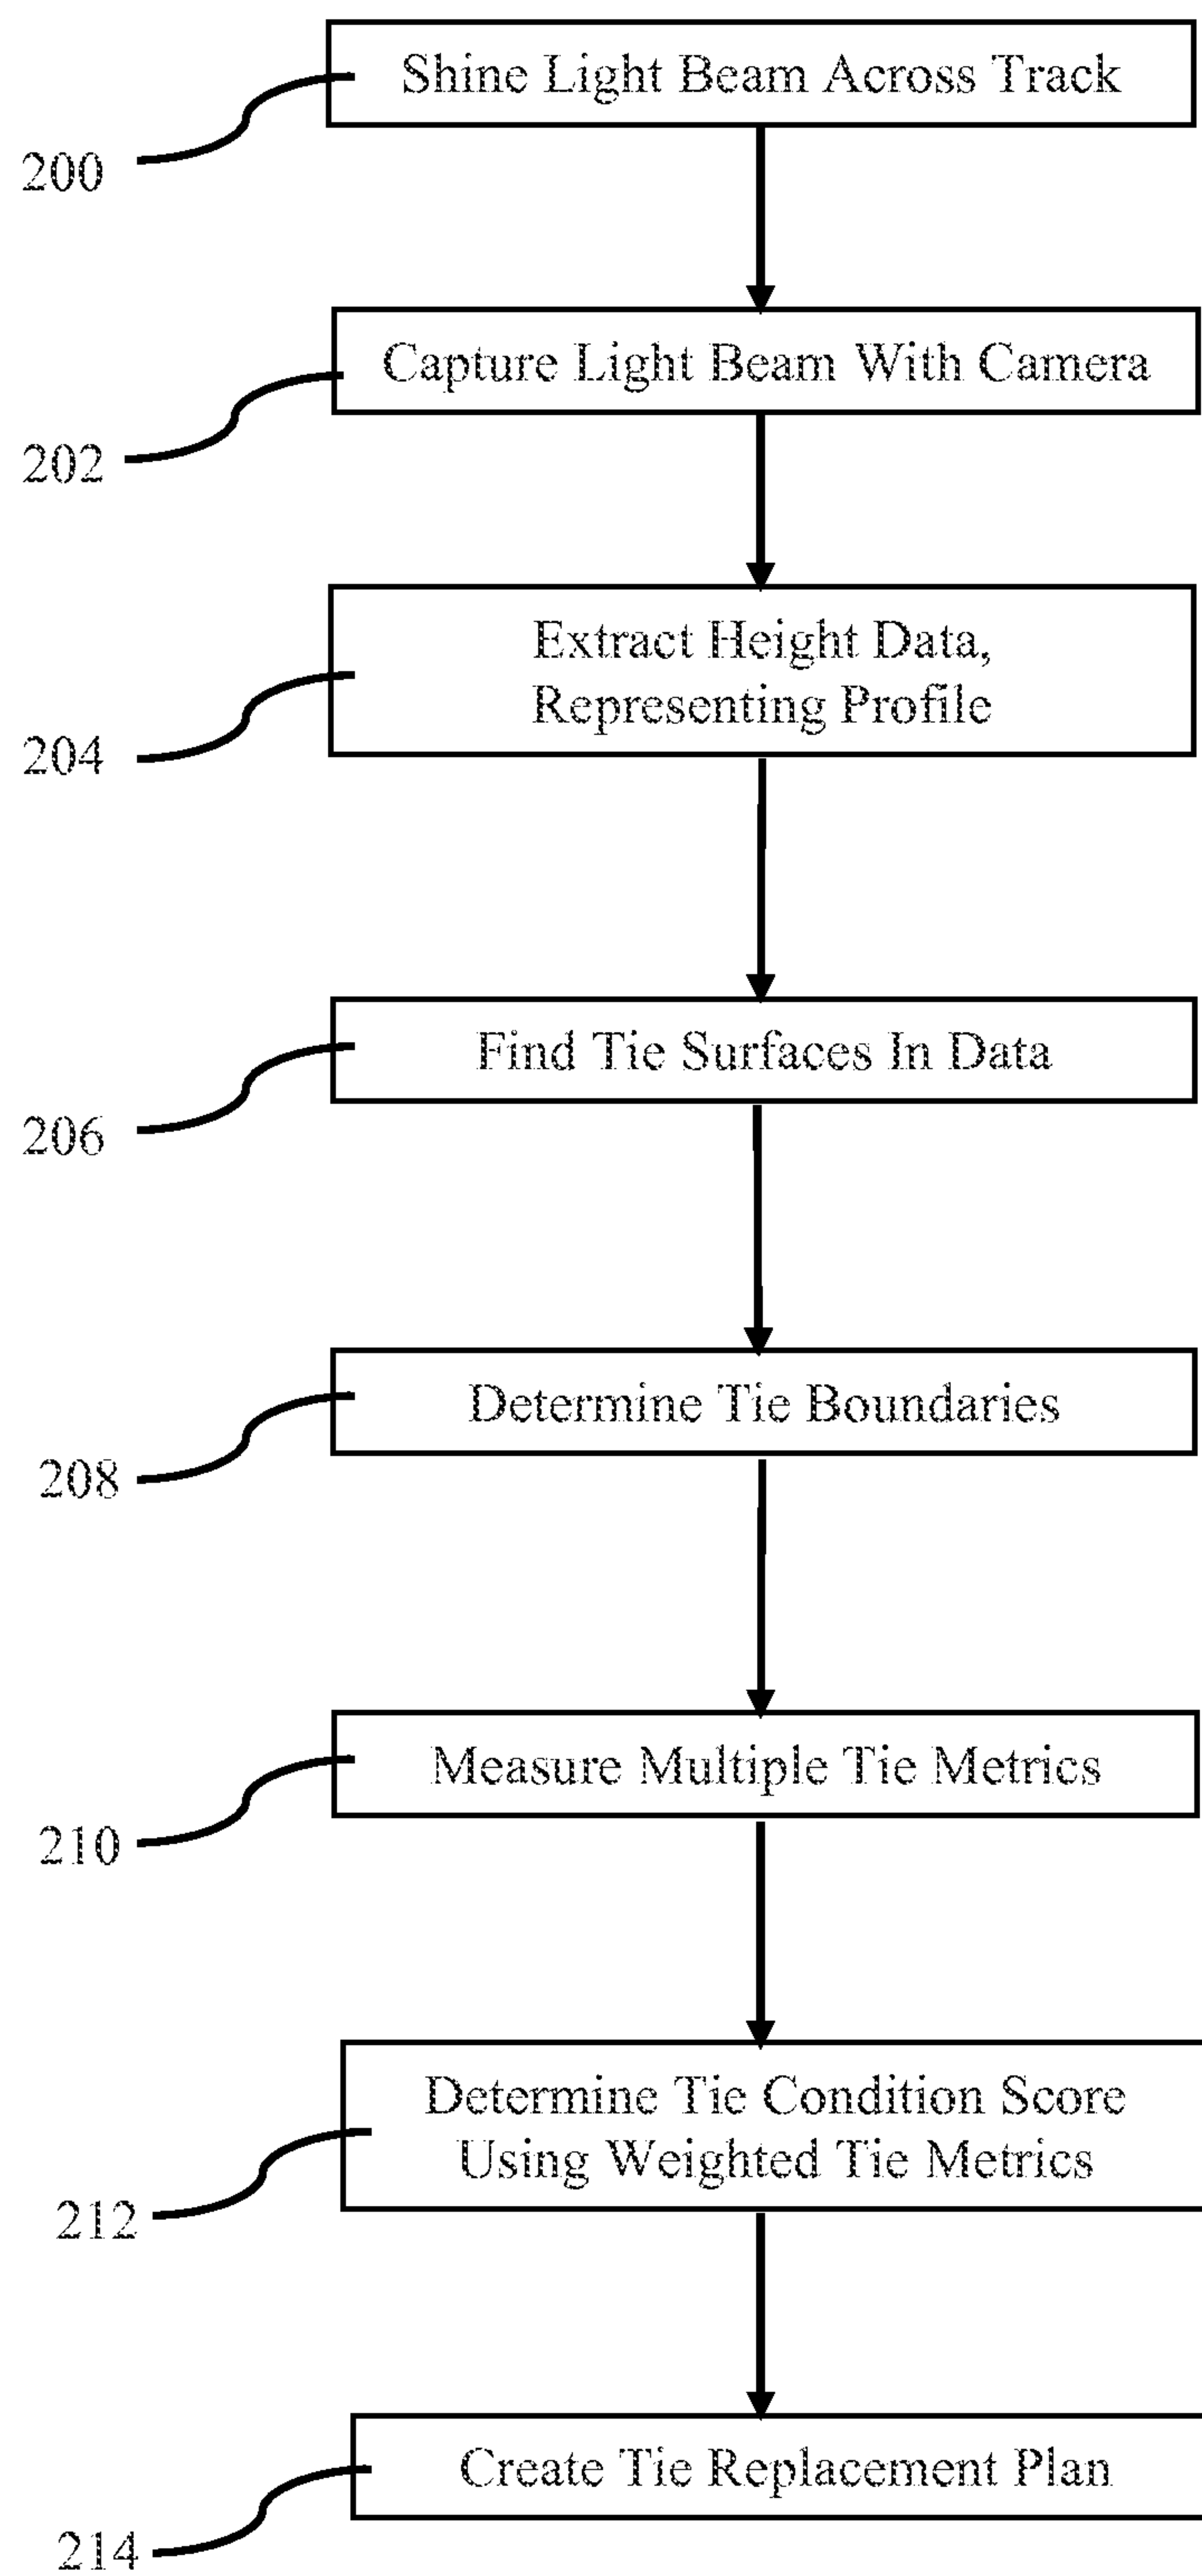 Shine Light Beam Across Track
200
Capture Light Beam With Camera
202
Extract Height Data,
Representing Profile
204
Find Tie Surfaces In Data
206
Determine Tie Boundaries
208
Measure Multiple Tie Metrics
210
Determine Tie Condition Score
Using Weighted Tie Metrics
212
Create Tie Replacement Plan
214